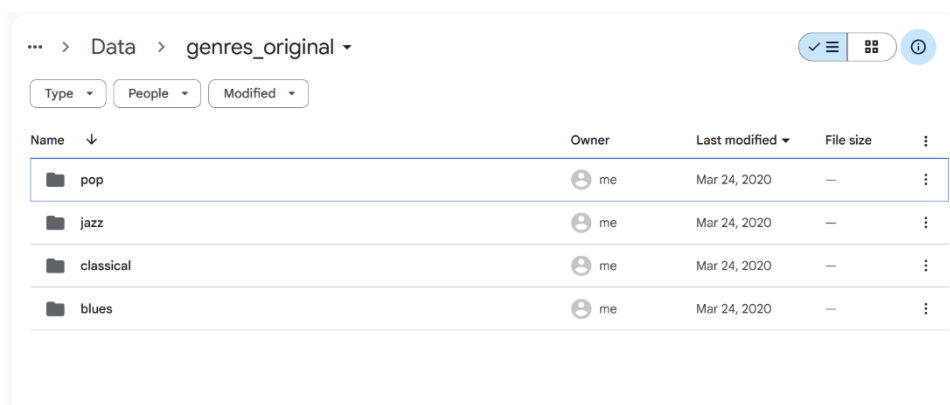 ... > Data > genres_original
Type People Modified
Name Owner Last modified File size
pop me Mar 24, 2020 —
jazz me Mar 24, 2020 —
classical me Mar 24, 2020 —
blues me Mar 24, 2020 —